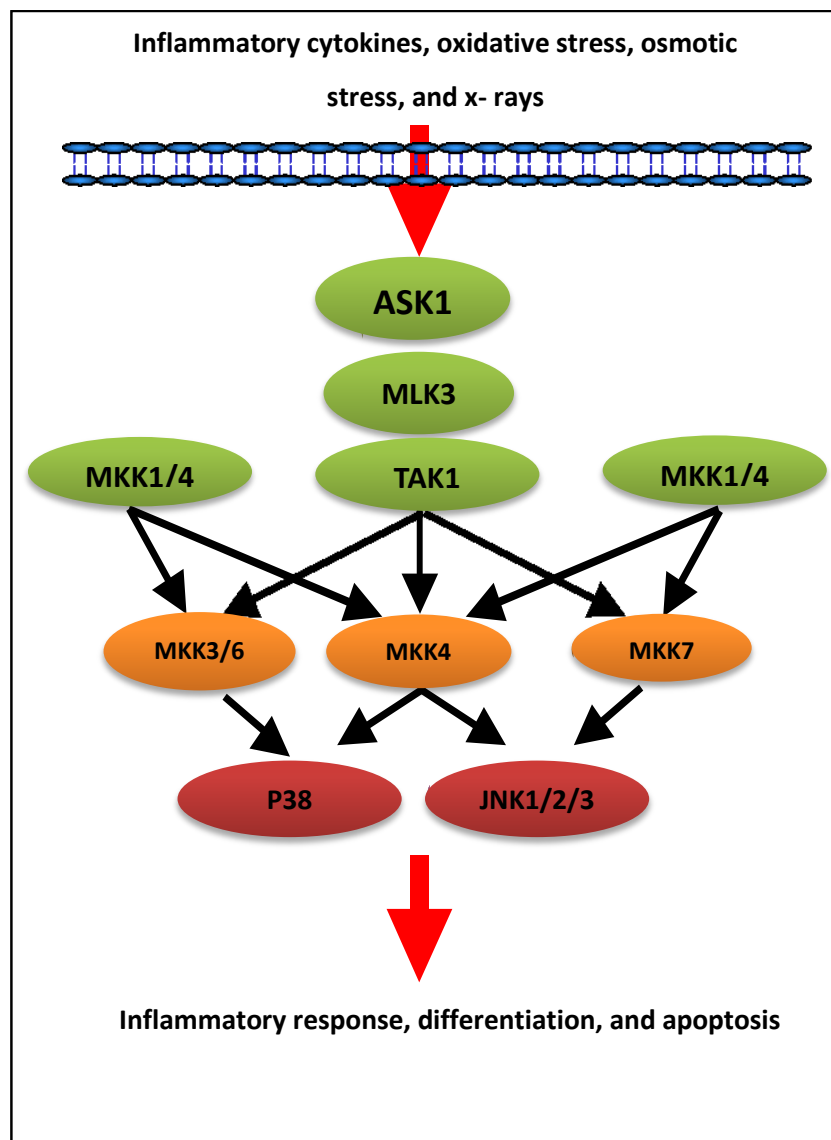 Inflammatory cytokines, oxidative stress, osmotic
stress, and x- rays
ASK1
MLK3
MKK1/4
TAK1
MKK1/4
MKK3/6
MKK4
MKK7
P38
JNK1/2/3
Inflammatory response, differentiation, and apoptosis